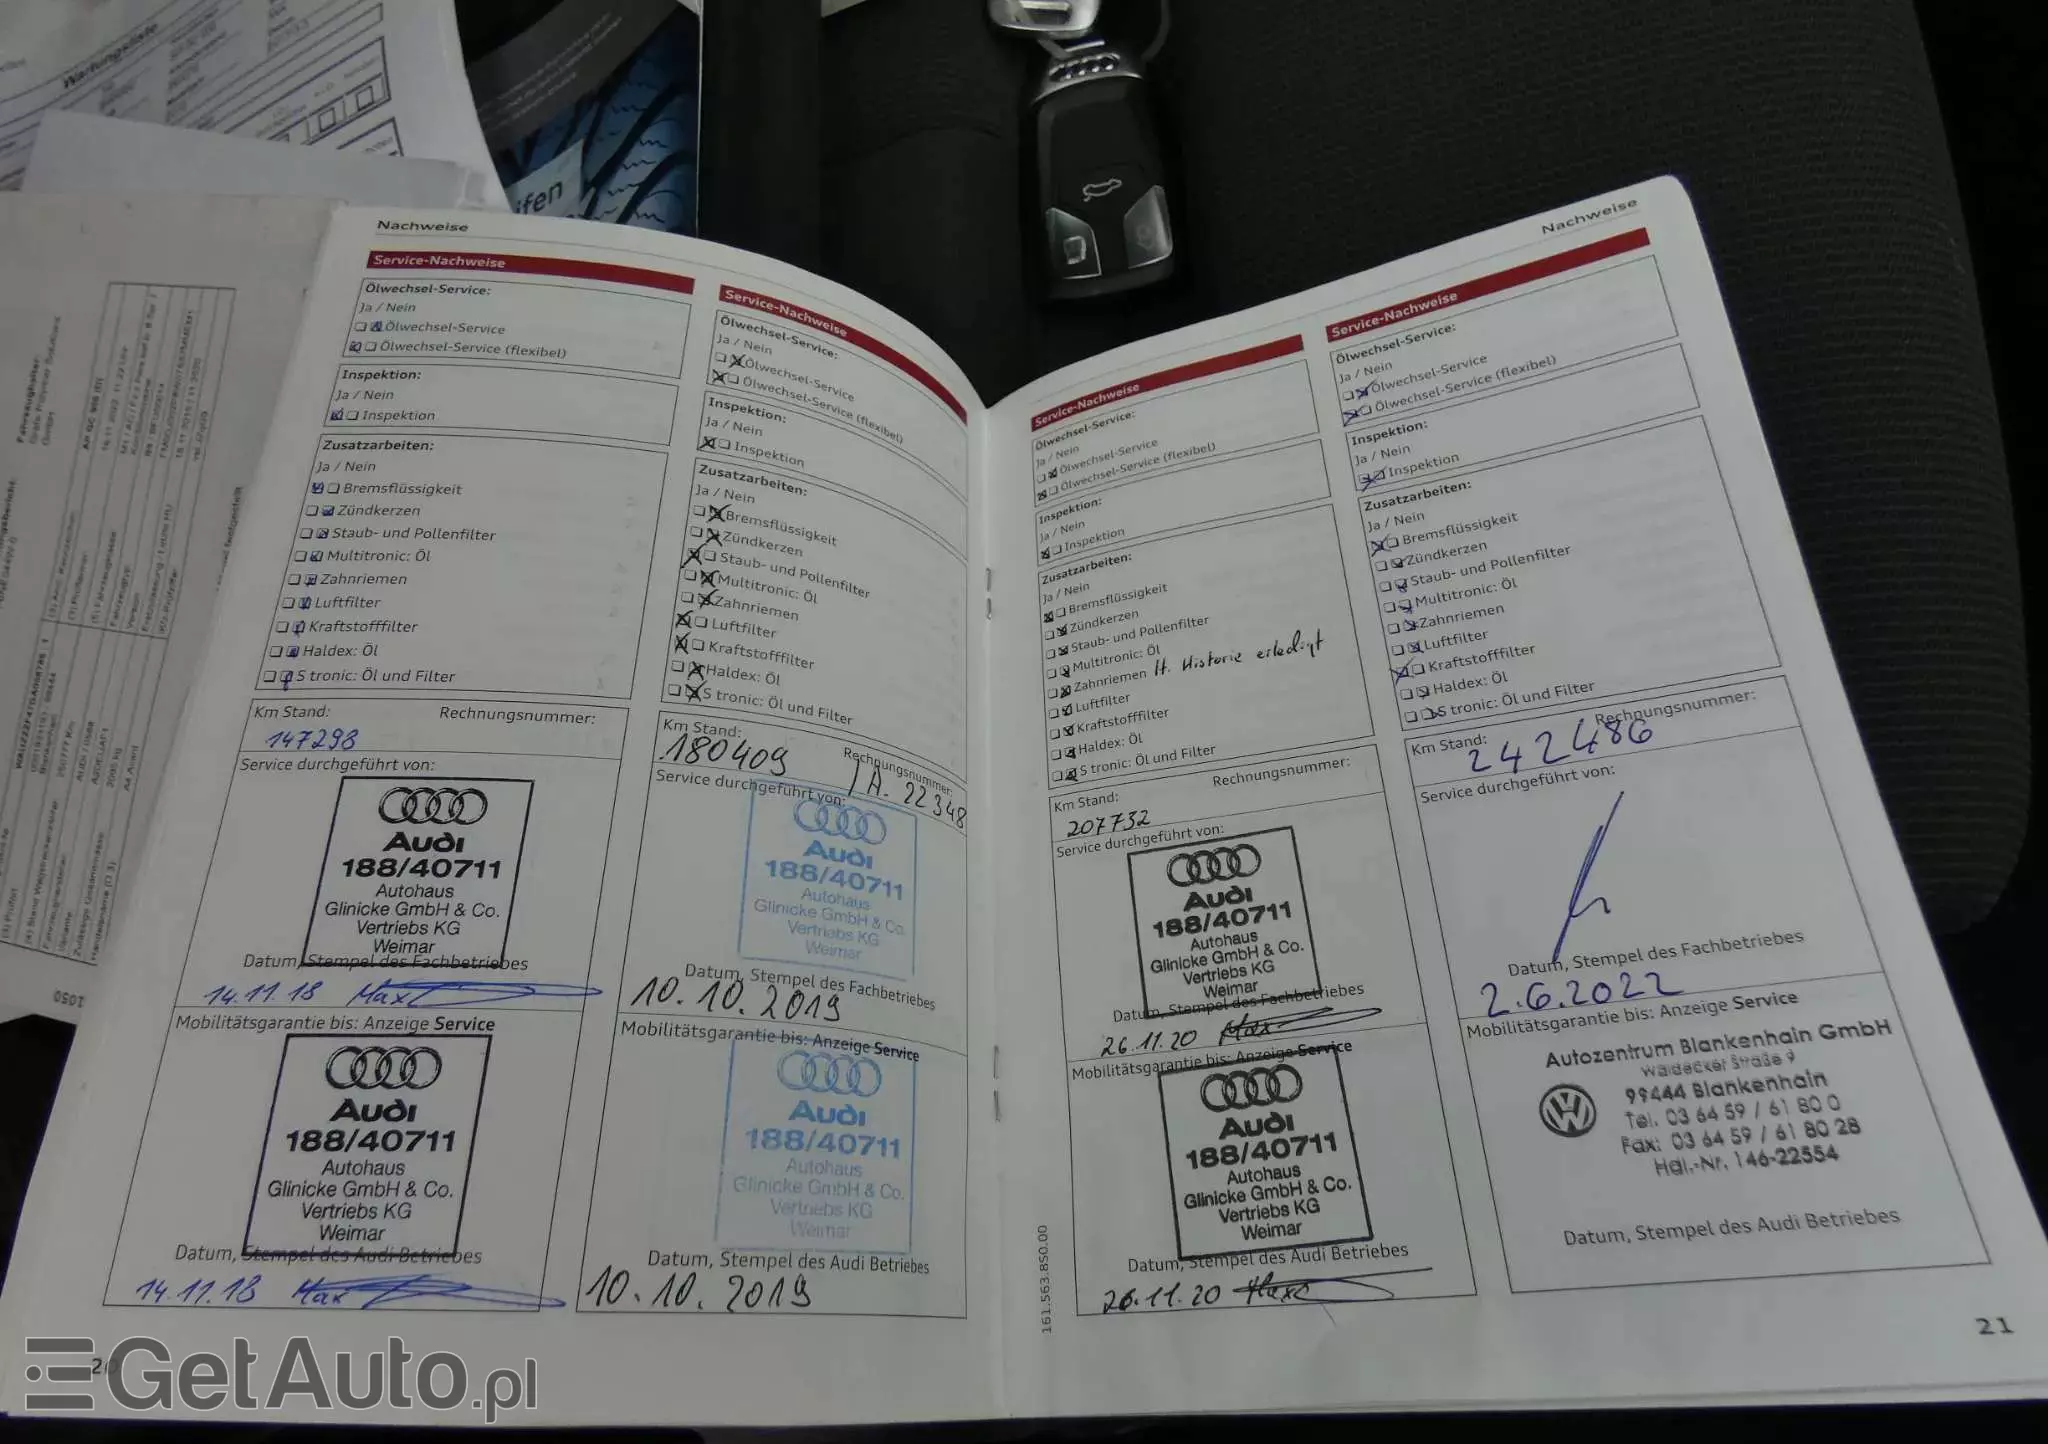 Wartungsliste
ifen
Nachweise
Service-Nachweise
Ölwechsel-Service:
Ja / Nein
Ölwechsel-Service
Ölwechsel-Service (flexibel)
Inspektion:
Ja / Nein
Inspektion
Zusatzarbeiten:
Ja / Nein
Bremsflüssigkeit
Zündkerzen
Staub- und Pollenfilter
Multitronic: Öl
Zahnriemen
Luftfilter
Kraftstofffilter
Haldex: Öl
S tronic: Öl und Filter
Km Stand: Rechnungsnummer:
147298
Service durchgeführt von:
Audi
188/40711
Autohaus
Glinicke GmbH & Co.
Vertriebs KG
Weimar
Datum, Stempel des Fachbetriebes
14.11.18 Max
Mobilitätsgarantie bis: Anzeige Service
Audi
188/40711
Autohaus
Glinicke GmbH & Co.
Vertriebs KG
Weimar
Datum, Stempel des Audi Betriebes
14.11.18 Max
20
Service-Nachweise
Ölwechsel-Service:
Ja / Nein
Ölwechsel-Service
Ölwechsel-Service (flexibel)
Inspektion:
Ja / Nein
Inspektion
Zusatzarbeiten:
Ja / Nein
Bremsflüssigkeit
Zündkerzen
Staub- und Pollenfilter
Multitronic: Öl
Zahnriemen
Luftfilter
Kraftstofffilter
Haldex: Öl
S tronic: Öl und Filter
Km Stand: Rechnungsnummer:
180409 1A. 22348
Service durchgeführt von:
Audi
188/40711
Autohaus
Glinicke GmbH & Co.
Vertriebs KG
Weimar
Datum, Stempel des Fachbetriebes
10.10.2019
Mobilitätsgarantie bis: Anzeige Service
Audi
188/40711
Autohaus
Glinicke GmbH & Co.
Vertriebs KG
Weimar
Datum, Stempel des Audi Betriebes
10.10.2019
Nachweise
Service-Nachweise
Ölwechsel-Service:
Ja / Nein
Ölwechsel-Service
Ölwechsel-Service (flexibel)
Inspektion:
Ja / Nein
Inspektion
Zusatzarbeiten:
Ja / Nein
Bremsflüssigkeit
Zündkerzen
Staub- und Pollenfilter
Multitronic: Öl
Zahnriemen H. Historie erledigt
Luftfilter
Kraftstofffilter
Haldex: Öl
S tronic: Öl und Filter
Km Stand: Rechnungsnummer:
207732
Service durchgeführt von:
Audi
188/40711
Autohaus
Glinicke GmbH & Co.
Vertriebs KG
Weimar
Datum, Stempel des Fachbetriebes
26.11.20 Max
Mobilitätsgarantie bis: Anzeige Service
Audi
188/40711
Autohaus
Glinicke GmbH & Co.
Vertriebs KG
Weimar
Datum, Stempel des Audi Betriebes
26.11.20 Max
161.563.850.00
Service-Nachweise
Ölwechsel-Service:
Ja / Nein
Ölwechsel-Service
Ölwechsel-Service (flexibel)
Inspektion:
Ja / Nein
Inspektion
Zusatzarbeiten:
Ja / Nein
Bremsflüssigkeit
Zündkerzen
Staub- und Pollenfilter
Multitronic: Öl
Zahnriemen
Luftfilter
Kraftstofffilter
Haldex: Öl
S tronic: Öl und Filter
Km Stand: Rechnungsnummer:
242486
Service durchgeführt von:
Datum, Stempel des Fachbetriebes
2.6.2022
Mobilitätsgarantie bis: Anzeige Service
Autozentrum Blankenhain GmbH
Waldecker Straße 9
99444 Blankenhain
Tel. 03 64 59 / 61 80 0
Fax: 03 64 59 / 61 80 28
Hdl.-Nr. 146-22554
Datum, Stempel des Audi Betriebes
21
1050
GetAuto.pl